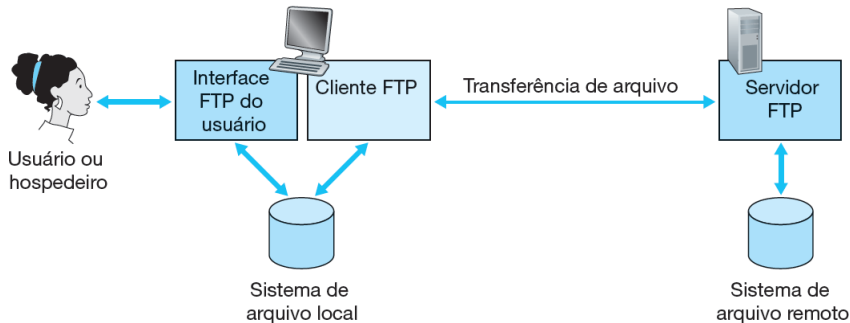 Usuário ou
hospedeiro
Interface
FTP do
usuário
Cliente FTP
Transferência de arquivo
Servidor
FTP
Sistema de
arquivo local
Sistema de
arquivo remoto